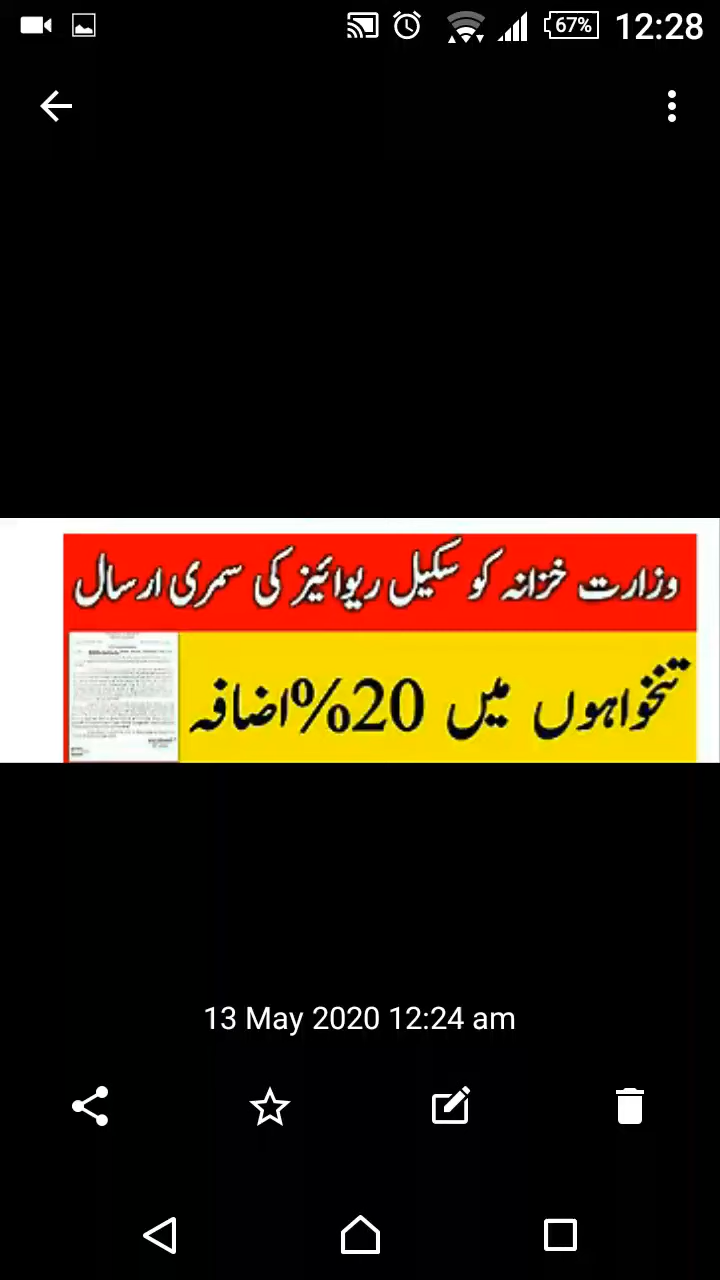 67% 12:28
وزارت خزانہ کو سکیل ریوائیز کی سمری ارسال
تنخواہوں میں 20% اضافہ
13 May 2020 12:24 am